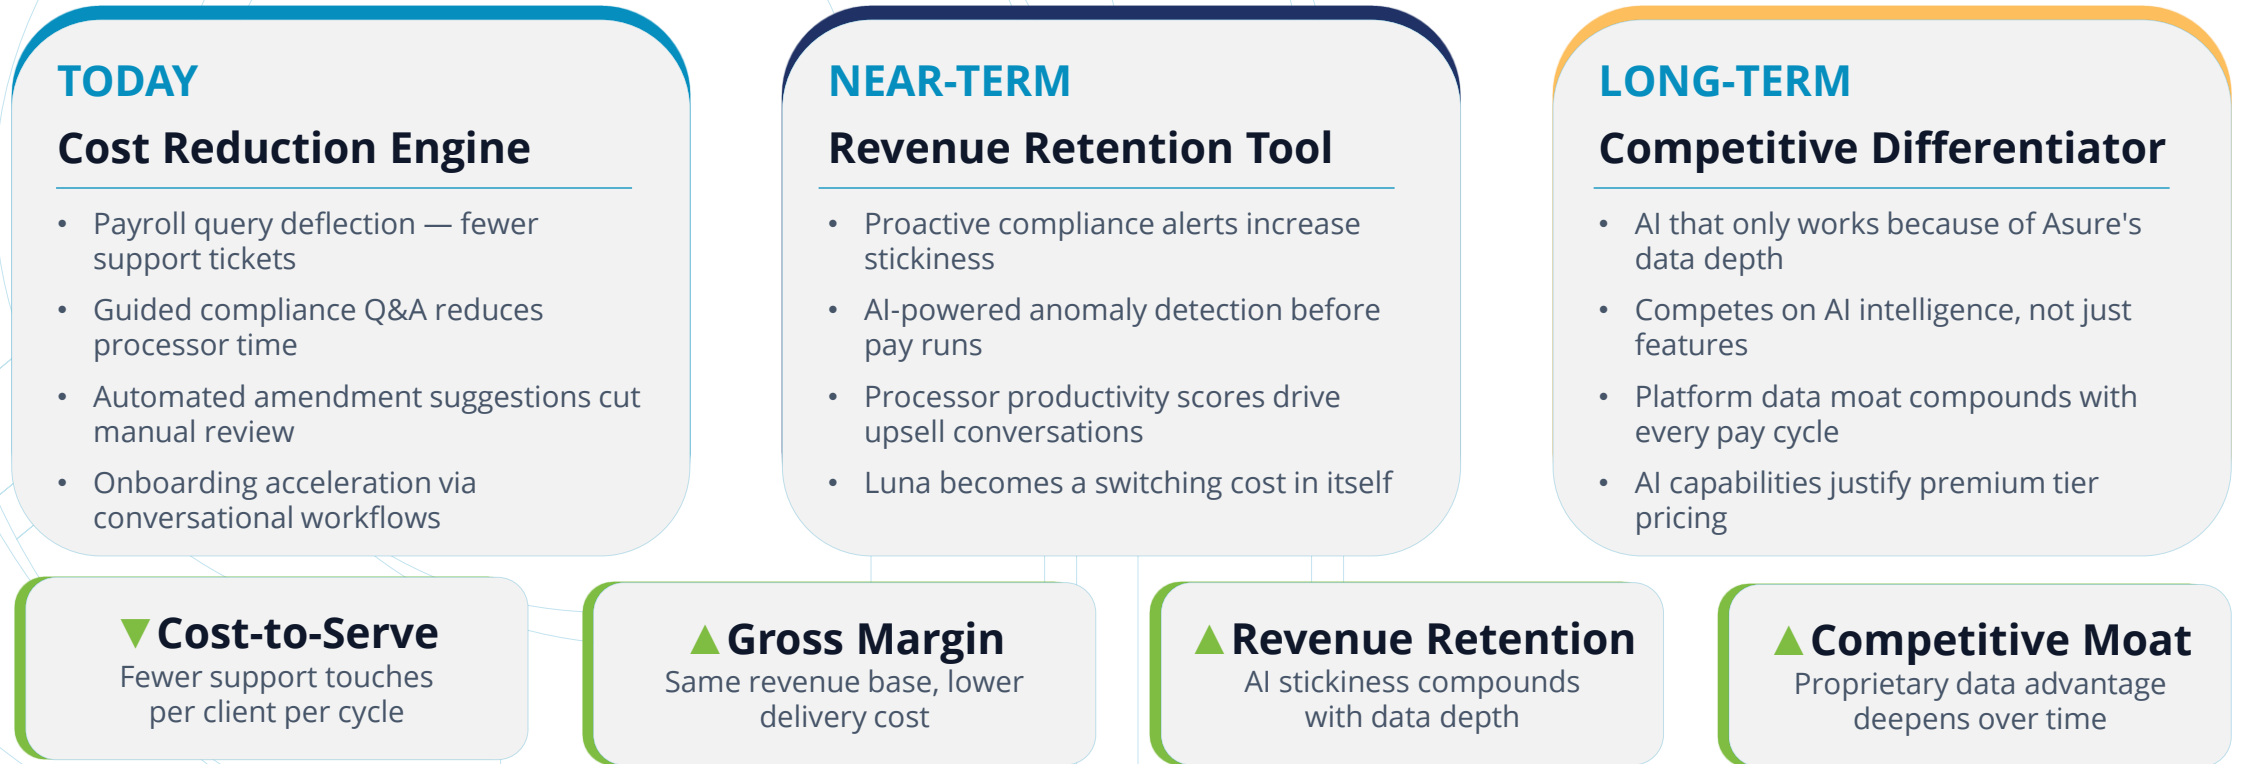 TODAY
Cost Reduction Engine
• Payroll query deflection — fewer
support tickets
• Guided compliance Q&A reduces
processor time
• Automated amendment suggestions cut
manual review
• Onboarding acceleration via
conversational workflows
NEAR-TERM
Revenue Retention Tool
• Proactive compliance alerts increase
stickiness
• AI-powered anomaly detection before
pay runs
• Processor productivity scores drive
upsell conversations
• Luna becomes a switching cost in itself
LONG-TERM
Competitive Differentiator
• AI that only works because of Asure's
data depth
• Competes on AI intelligence, not just
features
• Platform data moat compounds with
every pay cycle
• AI capabilities justify premium tier
pricing
▼Cost-to-Serve
Fewer support touches
per client per cycle
▲Gross Margin
Same revenue base, lower
delivery cost
▲Revenue Retention
AI stickiness compounds
with data depth
▲Competitive Moat
Proprietary data advantage
deepens over time